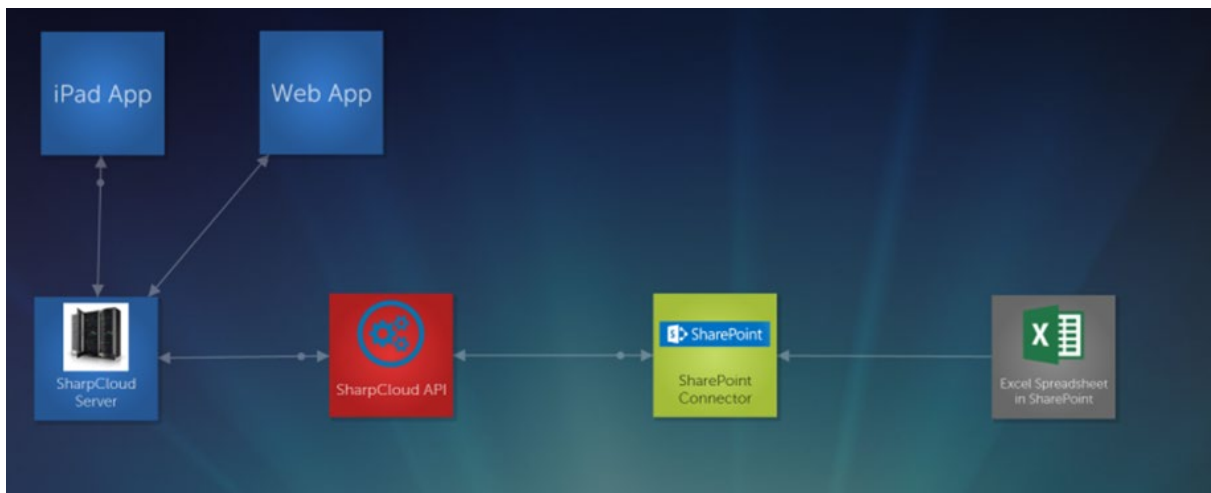 iPad App
Web App
SharpCloud
Server
SharpCloud API
S SharePoint
SharePoint
Connector
X
Excel Spreadsheet
in SharePoint